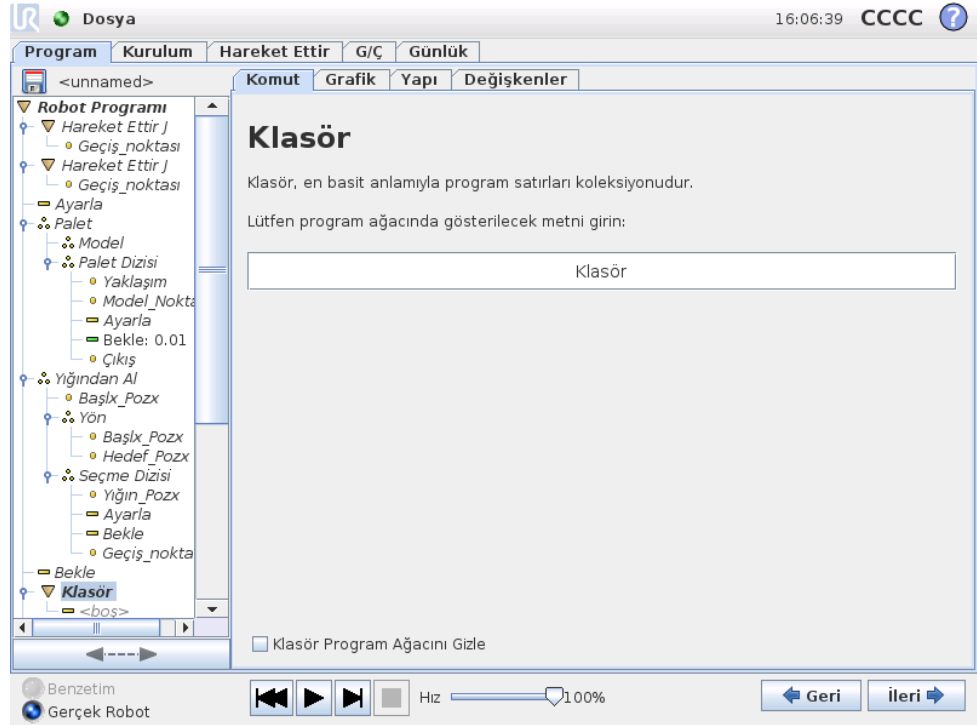 UR Dosya 16:06:39 CCCC ?
Program Kurulum Hareket Ettir G/Ç Günlük
<unnamed> Komut Grafik Yapı Değişkenler
Robot Programı
Hareket Ettir J
Geçiş_noktası
Hareket Ettir J
Geçiş_noktası
Ayarla
Palet
Model
Palet Dizisi
Yaklaşım
Model_Nokta
Ayarla
Bekle: 0.01
Çıkış
Yığından Al
Başlx_Pozx
Yön
Başlx_Pozx
Hedef_Pozx
Seçme Dizisi
Yığın_Pozx
Ayarla
Bekle
Geçiş_nokta
Bekle
Klasör
<boş>
Klasör
Klasör, en basit anlamıyla program satırları koleksiyonudur.
Lütfen program ağacında gösterilecek metni girin:
Klasör
Klasör Program Ağacını Gizle
Benzetim
Gerçek Robot
Hız 100%
Geri İleri